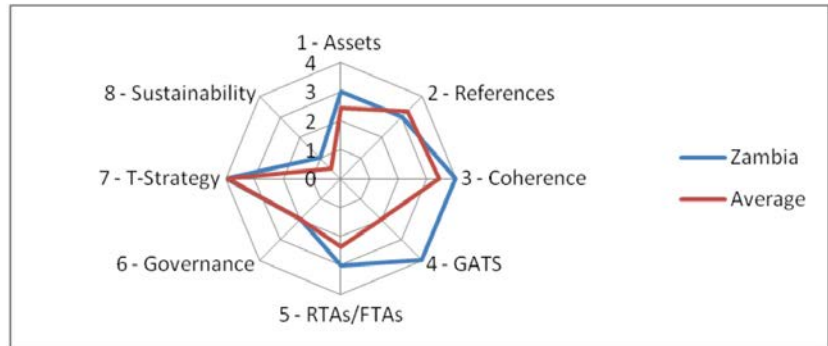 1 - Assets
4
3
2
1
0
2 - References
3 - Coherence
4 - GATS
5 - RTAs/FTAs
6 - Governance
7 - T-Strategy
8 - Sustainability
Zambia
Average